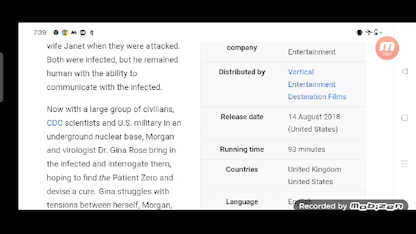 7:39
wife Janet when they were attacked.
Both were infected, but he remained
human with the ability to
communicate with the infected.
Now with a large group of civilians,
CDC scientists and U.S. military in an
underground nuclear base, Morgan
and virologist Dr. Gina Rose bring in
the infected and interrogate them,
hoping to find the Patient Zero and
devise a cure. Gina struggles with
tensions between herself, Morgan,
company
Entertainment
Distributed by
Vertical
Entertainment
Destination Films
Release date
14 August 2018
(United States)
Running time
93 minutes
Countries
United Kingdom
United States
Language
Recorded by
Mobizen